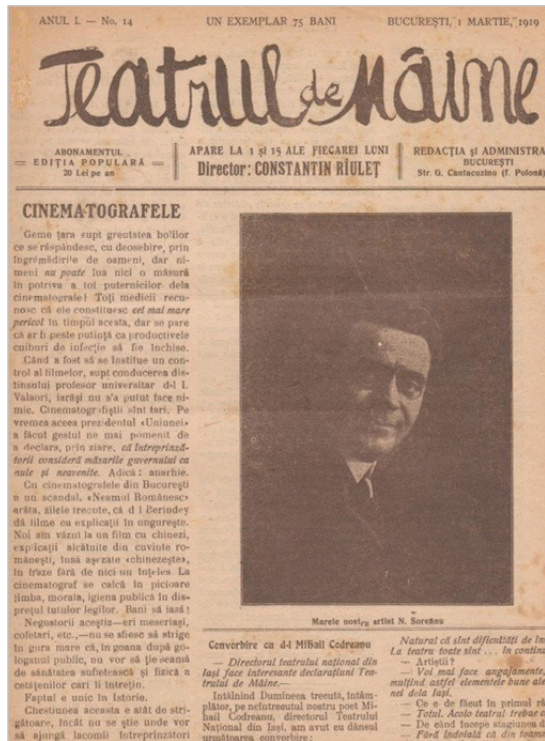 ANUL I. — No. 14
UN EXEMPLAR 75 BANI
BUCUREȘTI, 1 MARTIE, 1919
Teatrul de Mâine
ABONAMENTUL
EDIȚIA POPULARĂ
20 Lei pe an
APARE LA 1 și 15 ALE FIECAREI LUNI
Director: CONSTANTIN RÎULEȚ
REDACȚIA și ADMINISTRA
BUCUREȘTI
Str. G. Cantacuzino (f. Polonă)
CINEMATOGRAFELE
Geme țara supt greutatea bolilor
ce se răspândesc, cu deosebire, prin
îngrămădirile de oameni, dar ni-
meni nu poate lua nici o măsură
în potriva a tot puternicilor dela
cinematografe! Toți medicii recu-
nosc că ele constituesc cel mai mare
pericol în timpul acesta, dar se pare
că ar fi peste putință ca productivele
cuiburi de infecție să fie închise.
Când a fost să se institue un con-
trol al filmelor, supt conducerea dis-
tinsului profesor universitar d-l I.
Valaori, iarăși nu s'a putut face ni-
mic. Cinematografiștii sînt tari. Pe
vremea aceea prezidentul «Uniunei»
a făcut gestul ne mai pomenit de
a declara, prin ziare, că întreprinză-
torii consideră măsurile guvernului ca
nule și neavenite. Adică: anarhie.
Cu cinematografele din București
e un scandal. «Neamul Românesc»
arăta, zilele trecute, că d l Berindey
dă filme cu explicații în ungurește.
Noi am văzut la un film cu chinezi,
explicații alcătuite din cuvinte ro-
mânești, însă așezate «chinezește»,
în fraze fără de nici un înțeles. La
cinematograf se calcă în picioare
limba, morala, igiena publică în dis-
prețul tutulor legilor. Bani să iasă!
Negustorii aceștia—eri meseriași,
cofetari, etc.,—nu se sfiesc să strige
în gura mare că, în goana după go-
loganul public, nu vor să ție seamă
de sănătatea sufletească și fizică a
cetățenilor cari îi întrețin.
Faptul e unic în istorie.
Chestiunea aceasta e atât de stri-
gătoare, încât nu se știe unde vor
să ajungă lacomii întreprinzători
Marele nostru artist N. Soreanu
Convorbire cu d-l Mihail Codreanu
— Directorul teatrului național din
Iași face interesante declarațiuni Tea-
trului de Mâine.—
Întâlnind Dumineca trecută, întâm-
plător, pe neîntrecutul nostru poet Mi-
hail Codreanu, directorul Teatrului
Național din Iași, am avut cu dânsul
următoarea convorbire:
Natural că sînt dificultăți de în
La teatru toate sînt ... în continu
— Artiștii?
— Voi mai face angajamente,
mulțind astfel elementele bune ale
nei dela Iași.
— Ce e de făcut în primul râ
— Totul. Acolo teatrul trebue c
— De când începe stagiunea d
— Fără îndoială că din toamn